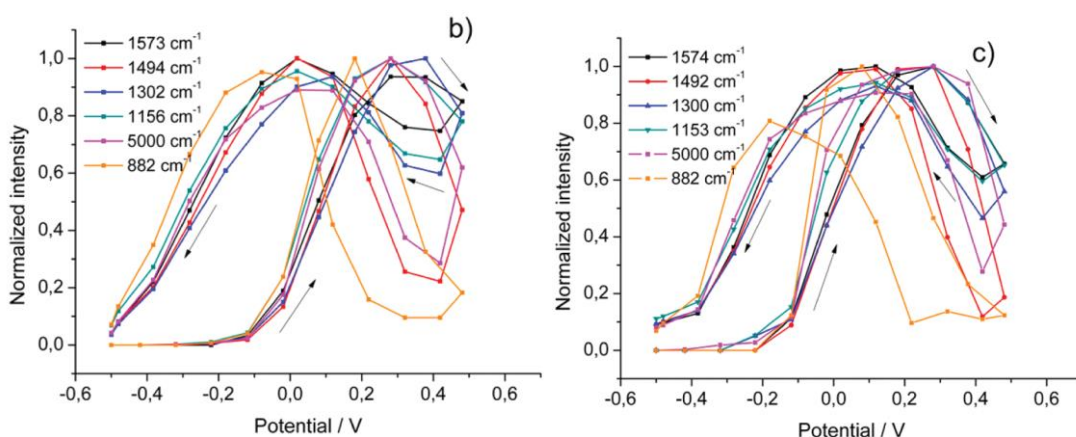 b)
1573 cm-1
1494 cm-1
1302 cm-1
1156 cm-1
5000 cm-1
882 cm-1
1,0
0,8
0,6
0,4
0,2
0,0
Normalized intensity
-0,6 -0,4 -0,2 0,0 0,2 0,4 0,6
Potential / V
c)
1574 cm-1
1492 cm-1
1300 cm-1
1153 cm-1
5000 cm-1
882 cm-1
1,0
0,8
0,6
0,4
0,2
0,0
Normalized intensity
-0,6 -0,4 -0,2 0,0 0,2 0,4 0,6
Potential / V